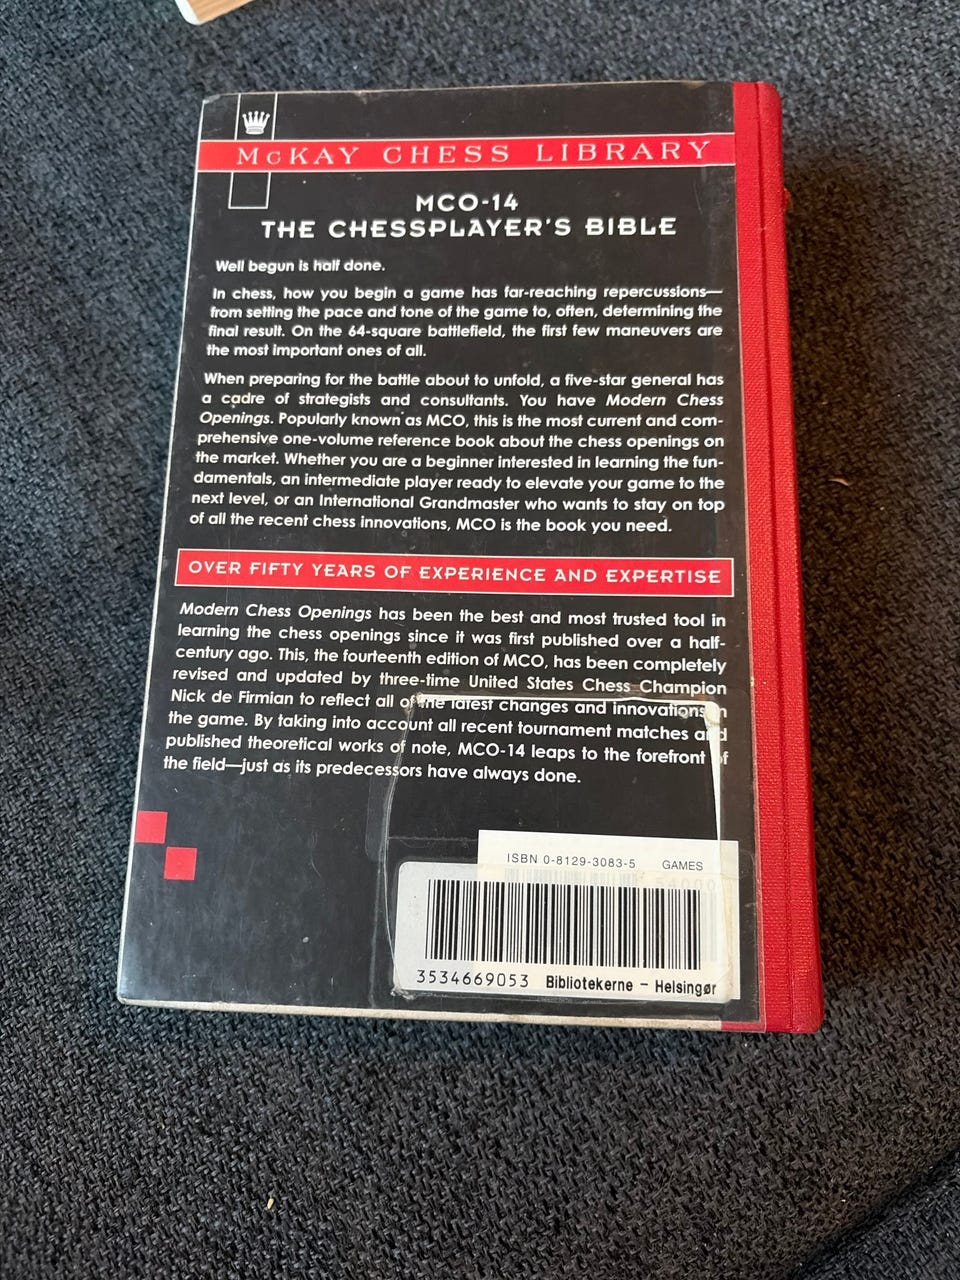 McKAY CHESS LIBRARY
MCO-14
THE CHESSPLAYER'S BIBLE
Well begun is half done.
In chess, how you begin a game has far-reaching repercussions—
from setting the pace and tone of the game to, often, determining the
final result. On the 64-square battlefield, the first few maneuvers are
the most important ones of all.
When preparing for the battle about to unfold, a five-star general has
a cadre of strategists and consultants. You have Modern Chess
Openings. Popularly known as MCO, this is the most current and com-
prehensive one-volume reference book about the chess openings on
the market. Whether you are a beginner interested in learning the fun-
damentals, an intermediate player ready to elevate your game to the
next level, or an International Grandmaster who wants to stay on top
of all the recent chess innovations, MCO is the book you need.
OVER FIFTY YEARS OF EXPERIENCE AND EXPERTISE
Modern Chess Openings has been the best and most trusted tool in
learning the chess openings since it was first published over a half-
century ago. This, the fourteenth edition of MCO, has been completely
revised and updated by three-time United States Chess Champion
Nick de Firmian to reflect all of the latest changes and innovations in
the game. By taking into account all recent tournament matches and
published theoretical works of note, MCO-14 leaps to the forefront of
the field—just as its predecessors have always done.
ISBN 0-8129-3083-5 GAMES
3534669053 Bibliotekerne – Helsingør